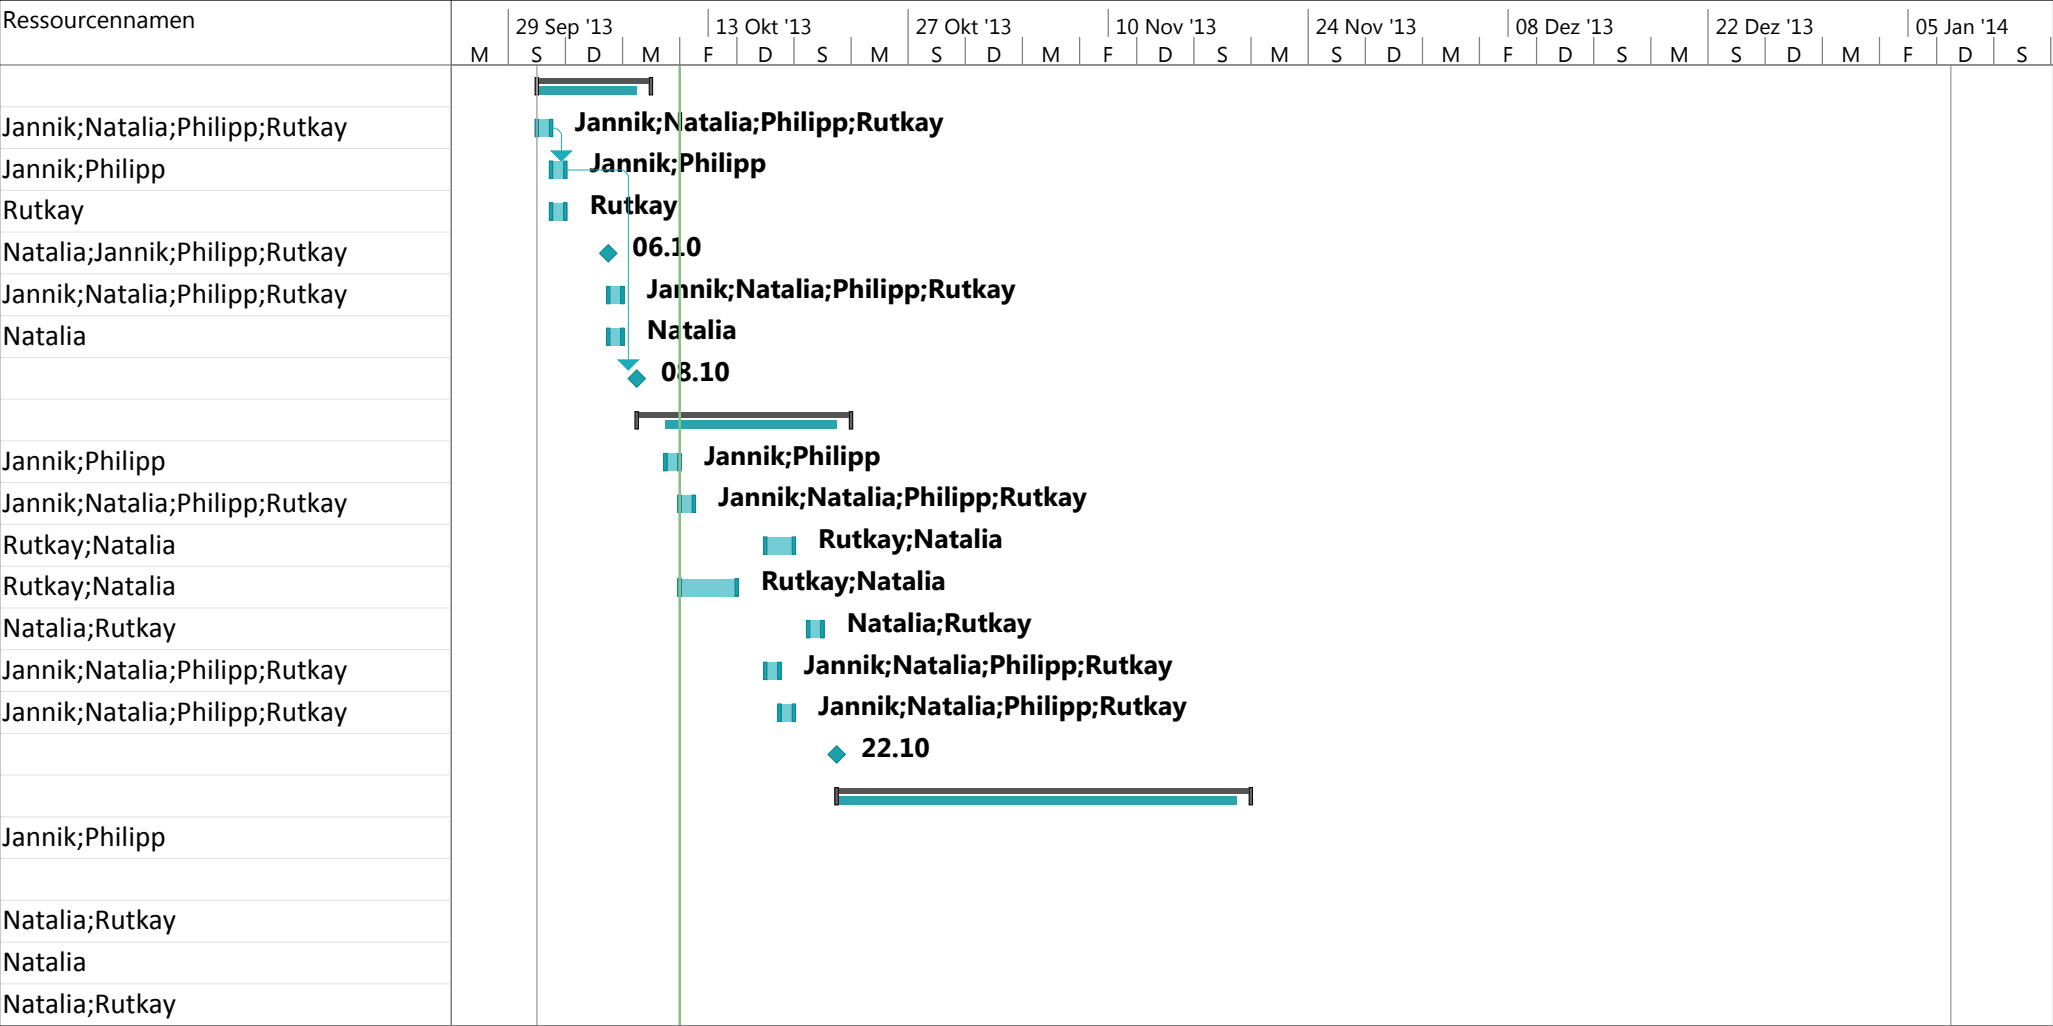 Ressourcennamen
29 Sep '13 13 Okt '13 27 Okt '13 10 Nov '13 24 Nov '13 08 Dez '13 22 Dez '13 05 Jan '14
M S D M F D S M S D M F D S M S D M F D S M S D M F D S
Jannik;Natalia;Philipp;Rutkay Jannik;Natalia;Philipp;Rutkay
Jannik;Philipp Jannik;Philipp
Rutkay Rutkay
Natalia;Jannik;Philipp;Rutkay 06.10
Jannik;Natalia;Philipp;Rutkay Jannik;Natalia;Philipp;Rutkay
Natalia Natalia
08.10
Jannik;Philipp Jannik;Philipp
Jannik;Natalia;Philipp;Rutkay Jannik;Natalia;Philipp;Rutkay
Rutkay;Natalia Rutkay;Natalia
Rutkay;Natalia Rutkay;Natalia
Natalia;Rutkay Natalia;Rutkay
Jannik;Natalia;Philipp;Rutkay Jannik;Natalia;Philipp;Rutkay
Jannik;Natalia;Philipp;Rutkay Jannik;Natalia;Philipp;Rutkay
22.10
Jannik;Philipp
Natalia;Rutkay
Natalia
Natalia;Rutkay